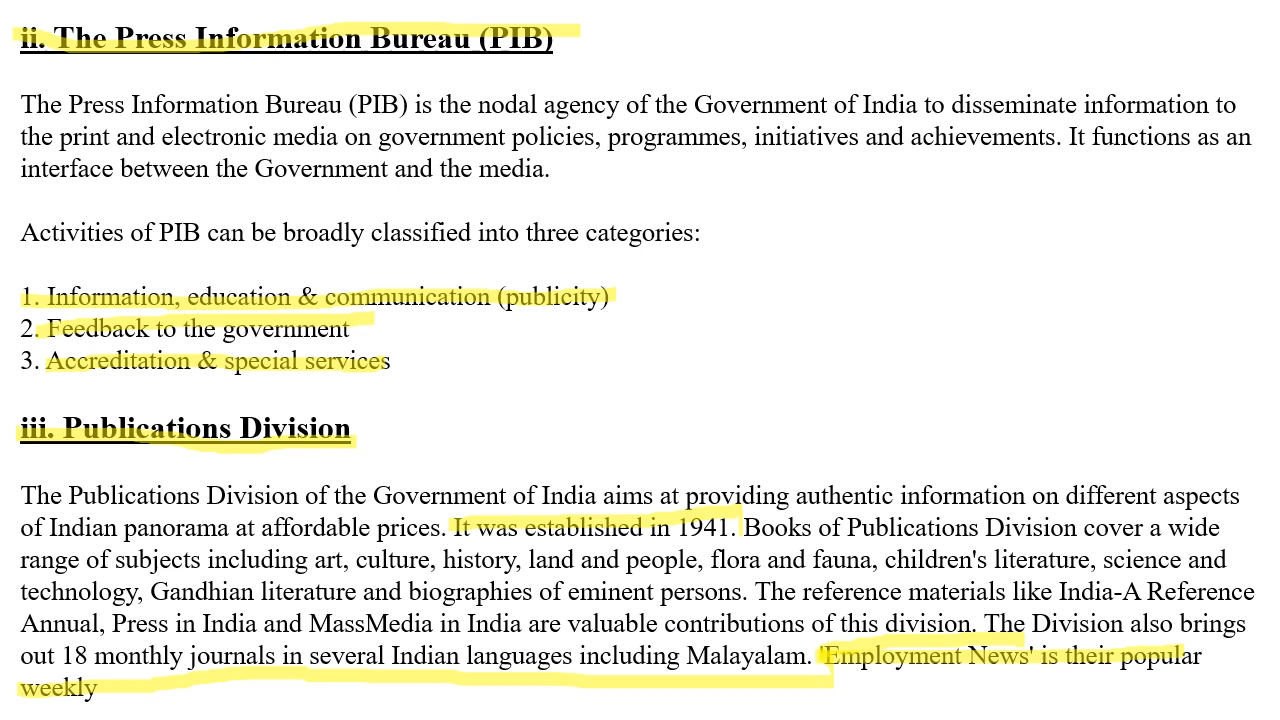 ii. The Press Information Bureau (PIB)
The Press Information Bureau (PIB) is the nodal agency of the Government of India to disseminate information to
the print and electronic media on government policies, programmes, initiatives and achievements. It functions as an
interface between the Government and the media.
Activities of PIB can be broadly classified into three categories:
1. Information, education & communication (publicity)
2. Feedback to the government
3. Accreditation & special services
iii. Publications Division
The Publications Division of the Government of India aims at providing authentic information on different aspects
of Indian panorama at affordable prices. It was established in 1941. Books of Publications Division cover a wide
range of subjects including art, culture, history, land and people, flora and fauna, children's literature, science and
technology, Gandhian literature and biographies of eminent persons. The reference materials like India-A Reference
Annual, Press in India and MassMedia in India are valuable contributions of this division. The Division also brings
out 18 monthly journals in several Indian languages including Malayalam. 'Employment News' is their popular
weekly